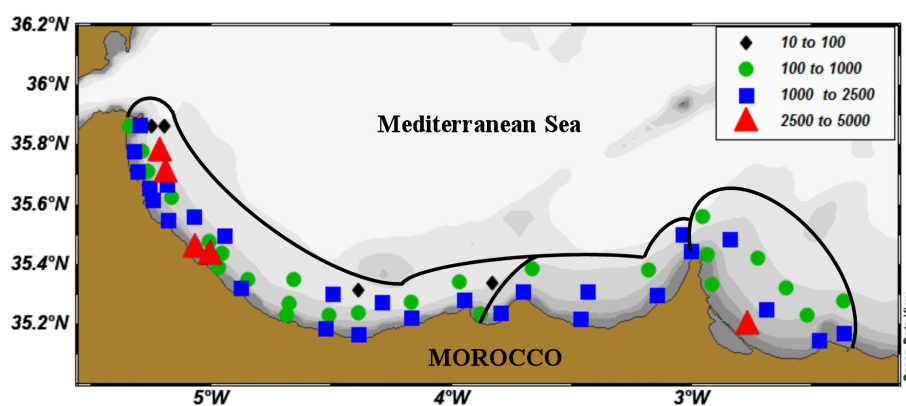 36.2°N
36°N
35.8°N
35.6°N
35.4°N
35.2°N
10 to 100
100 to 1000
1000 to 2500
2500 to 5000
Mediterranean Sea
MOROCCO
5°W
4°W
3°W